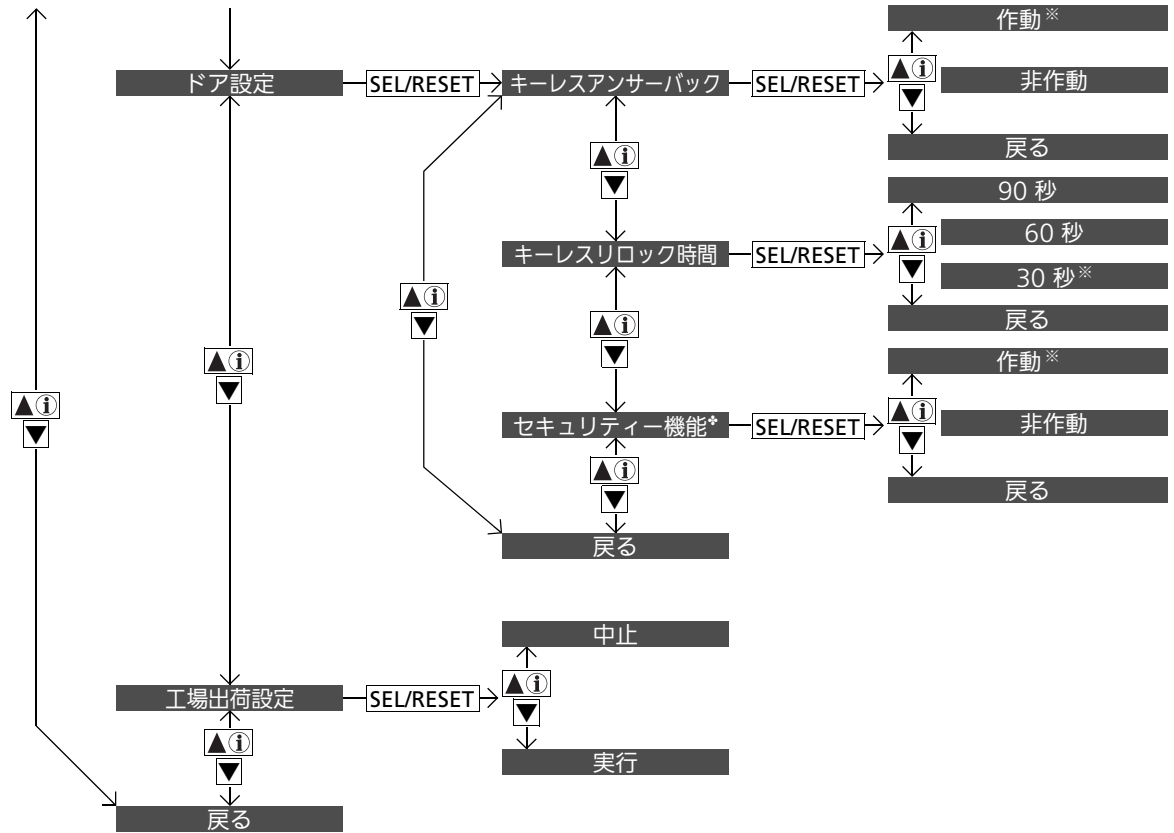 作動※
▲ⓘ
▼
非作動
戻る
ドア設定
SEL/RESET
キーレスアンサーバック
SEL/RESET
▲ⓘ
▼
90 秒
▲ⓘ
▼
60 秒
30 秒※
戻る
キーレスリロック時間
SEL/RESET
▲ⓘ
▼
▲ⓘ
▼
▲ⓘ
▼
▲ⓘ
▼
作動※
▲ⓘ
▼
非作動
戻る
セキュリティー機能✤
SEL/RESET
▲ⓘ
▼
戻る
中止
▲ⓘ
▼
実行
工場出荷設定
SEL/RESET
▲ⓘ
▼
戻る